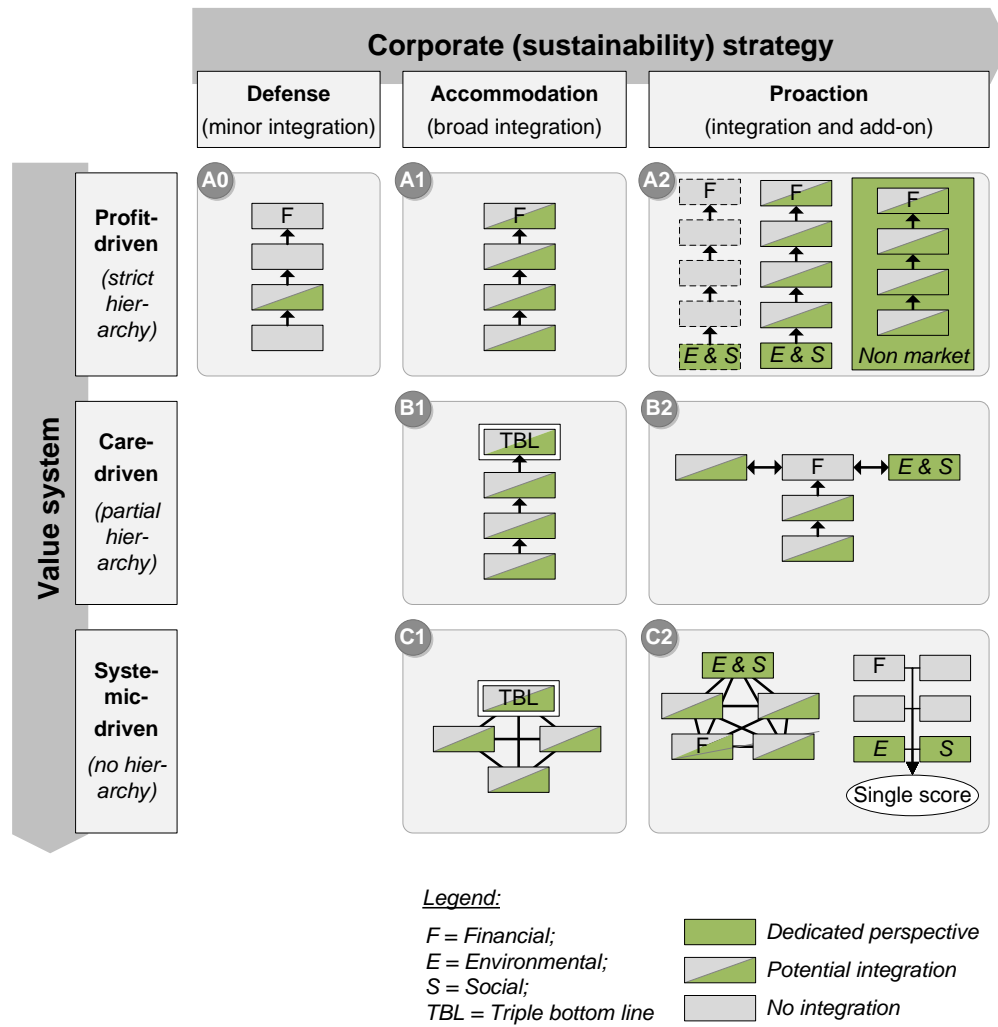 Corporate (sustainability) strategy
Defense
(minor integration)
Accommodation
(broad integration)
Proaction
(integration and add-on)
Value system
Profit-
driven
(strict
hier-
archy)
A0
F
A1
F
A2
F
E & S
F
E & S
F
Non market
Care-
driven
(partial
hier-
archy)
B1
TBL
B2
F
E & S
Syste-
mic-
driven
(no hier-
archy)
C1
TBL
C2
E & S
F
F
E
S
Single score
Legend:
F = Financial;
E = Environmental;
S = Social;
TBL = Triple bottom line
Dedicated perspective
Potential integration
No integration